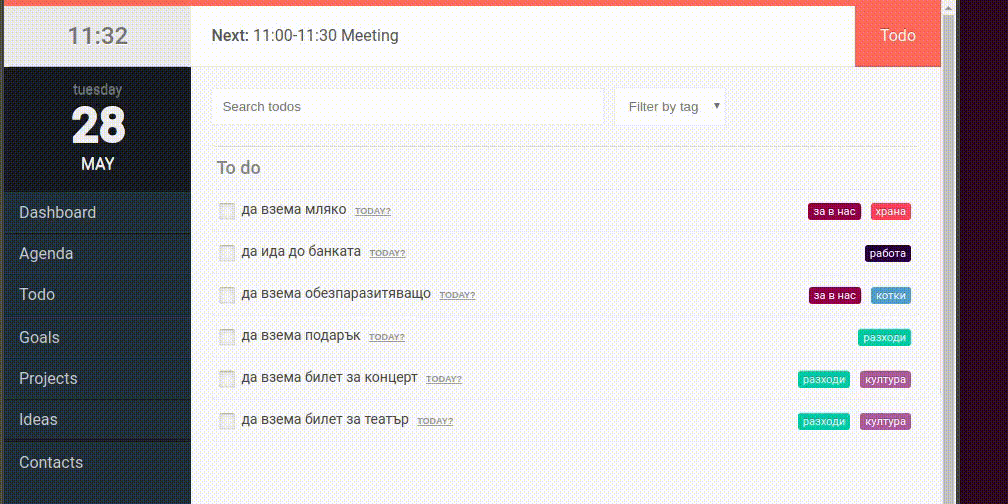 11:32
Next: 11:00-11:30 Meeting
Todo
tuesday
28
MAY
Dashboard
Agenda
Todo
Goals
Projects
Ideas
Contacts
Search todos
Filter by tag
To do
да взема мляко TODAY? за в нас храна
да ида до банката TODAY? работа
да взема обезпаразитяващо TODAY? за в нас котки
да взема подарък TODAY? разходи
да взема билет за концерт TODAY? разходи култура
да взема билет за театър TODAY? разходи култура